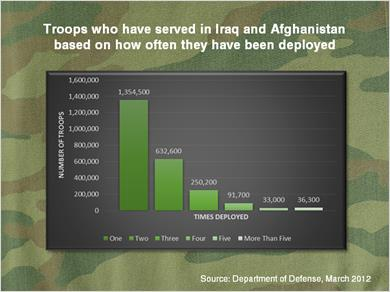 Troops who have served in Iraq and Afghanistan
based on how often they have been deployed
NUMBER OF TROOPS
1,600,000
1,400,000
1,200,000
1,000,000
800,000
600,000
400,000
200,000
0
1,354,500
632,600
250,200
91,700
33,000
36,300
TIMES DEPLOYED
One Two Three Four Five More Than Five
Source: Department of Defense, March 2012